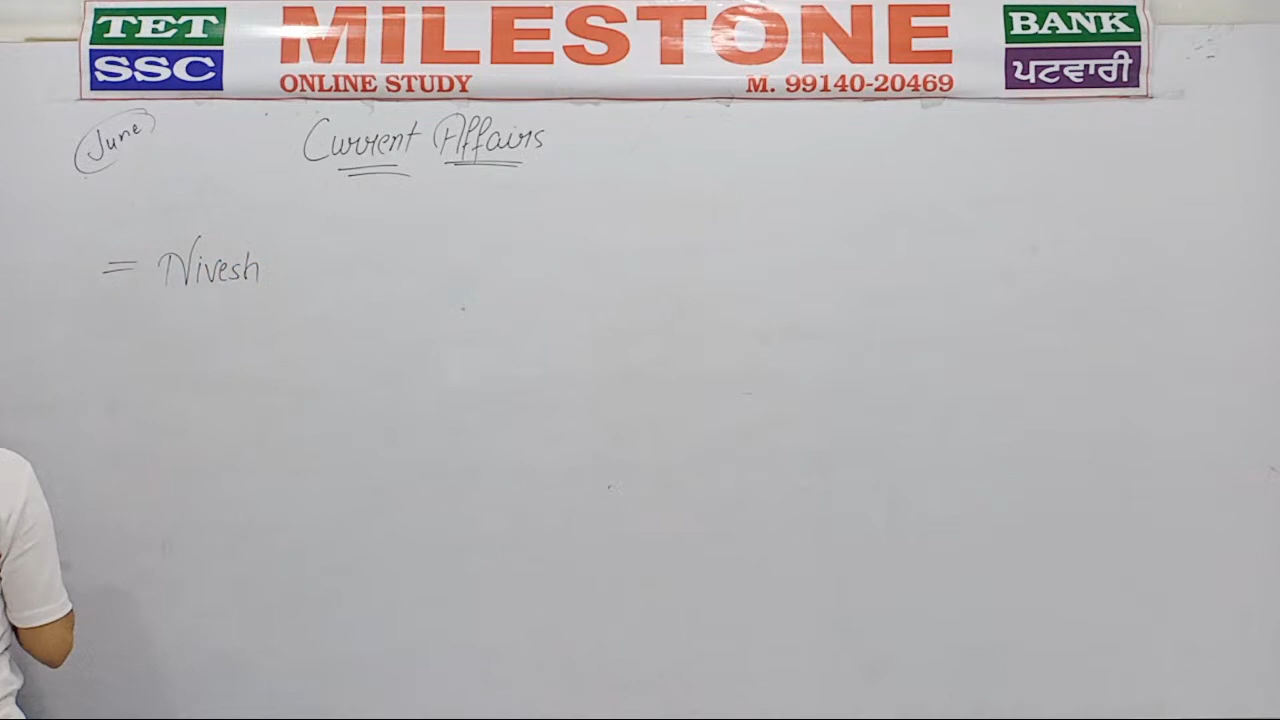 TET
SSC
MILESTONE
ONLINE STUDY
M. 99140-20469
BANK
ਪਟਵਾਰੀ
June
Current Affairs
= Nivesh